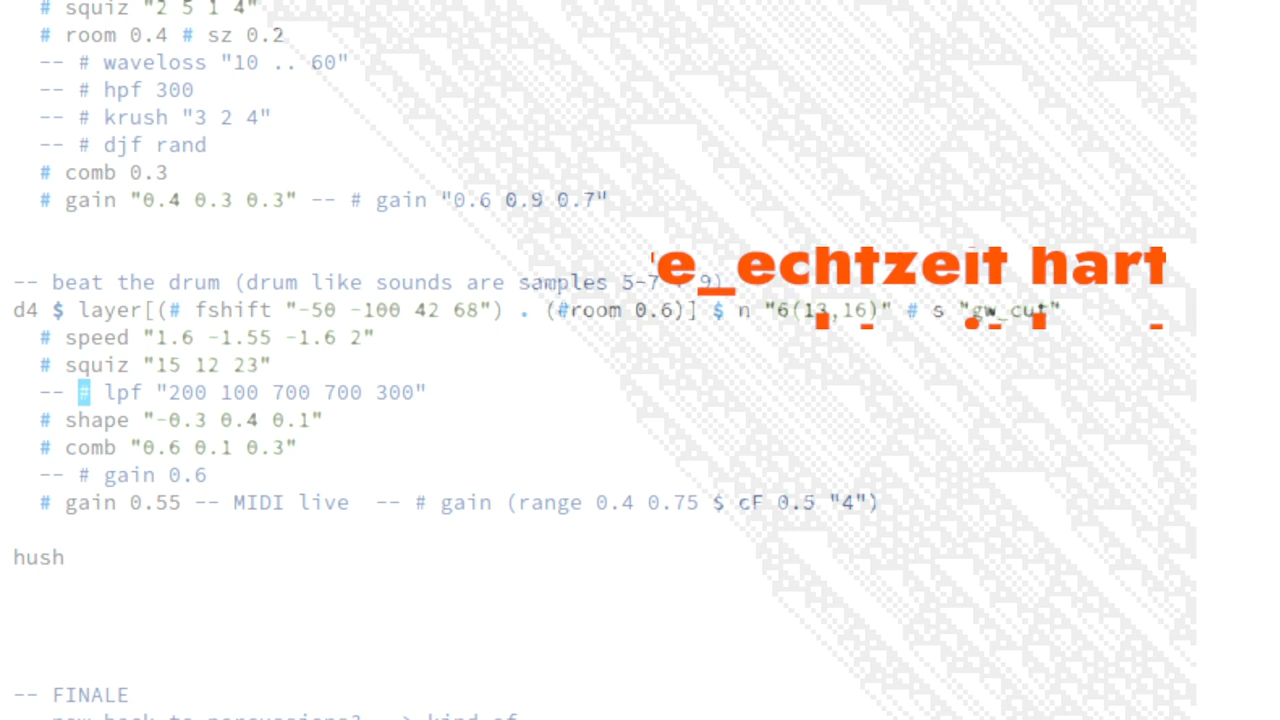 # squiz "2 5 1 4"
# room 0.4 # sz 0.2
-- # waveloss "10 .. 60"
-- # hpf 300
-- # krush "3 2 4"
-- # djf rand
# comb 0.3
# gain "0.4 0.3 0.3" -- # gain "0.6 0.9 0.7"
e_echtzeit hart
-- beat the drum (drum like sounds are samples 5-7 9)
d4 $ layer[(# fshift "-50 -100 42 68") . (#room 0.6)] $ n "6(13,16)" # s "gw_cut"
# speed "1.6 -1.55 -1.6 2"
# squiz "15 12 23"
-- # lpf "200 100 700 700 300"
# shape "-0.3 0.4 0.1"
# comb "0.6 0.1 0.3"
-- # gain 0.6
# gain 0.55 -- MIDI live -- # gain (range 0.4 0.75 $ cF 0.5 "4")
hush
-- FINALE